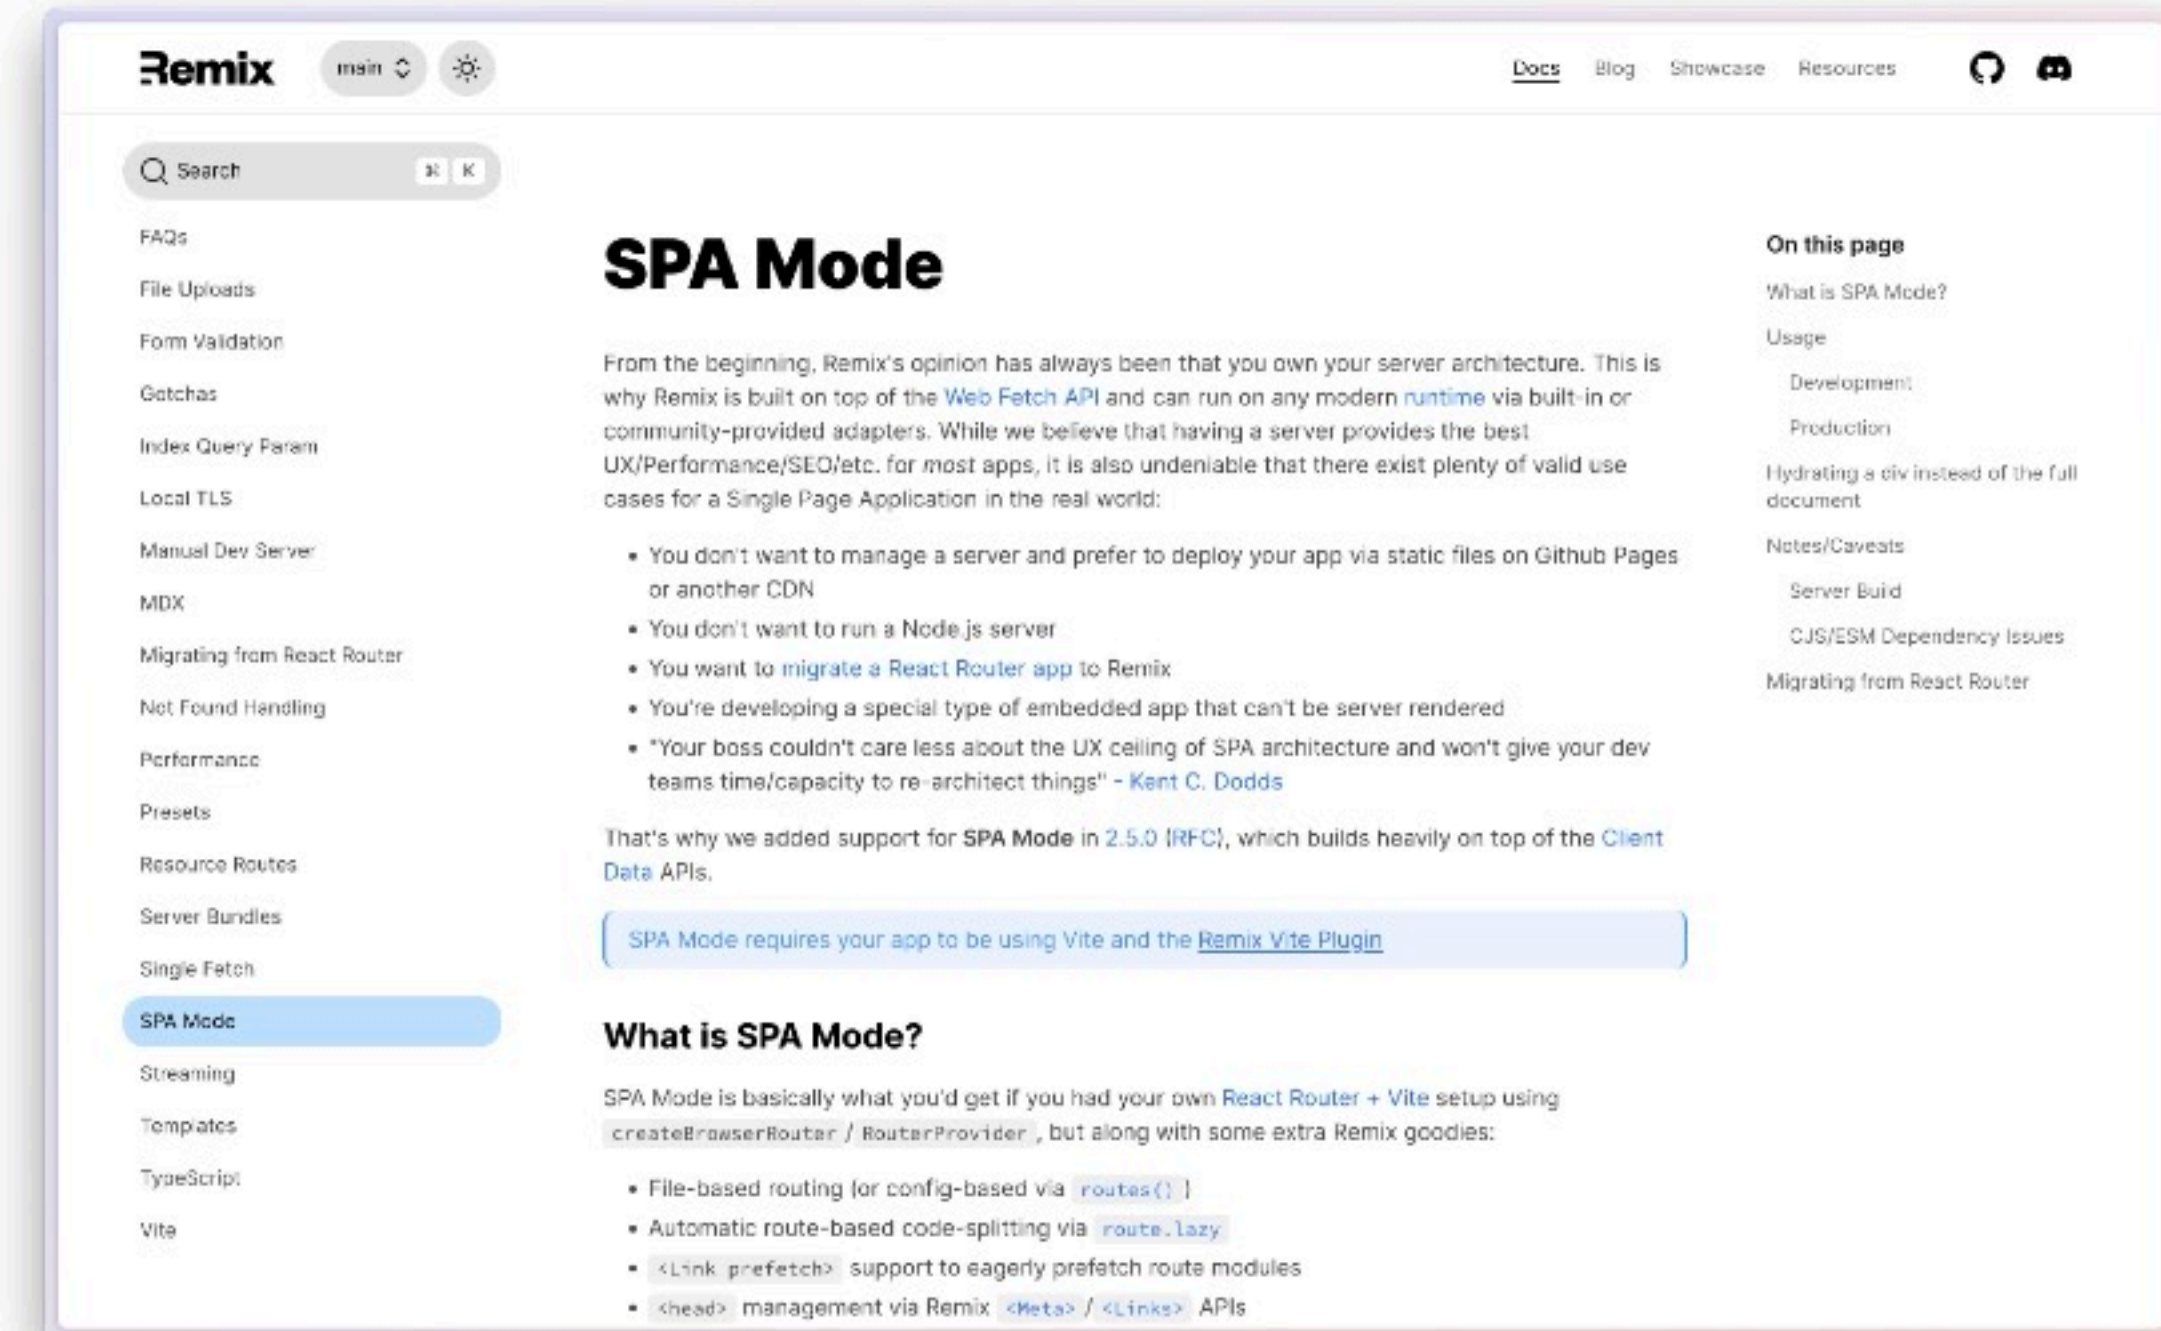 Remix
main
Docs Blog Showcase Resources
Search
⌘ K
FAQs
File Uploads
Form Validation
Gotchas
Index Query Param
Local TLS
Manual Dev Server
MDX
Migrating from React Router
Not Found Handling
Performance
Presets
Resource Routes
Server Bundles
Single Fetch
SPA Mode
Streaming
Templates
TypeScript
Vite
SPA Mode
From the beginning, Remix's opinion has always been that you own your server architecture. This is
why Remix is built on top of the Web Fetch API and can run on any modern runtime via built-in or
community-provided adapters. While we believe that having a server provides the best
UX/Performance/SEO/etc. for most apps, it is also undeniable that there exist plenty of valid use
cases for a Single Page Application in the real world:
• You don't want to manage a server and prefer to deploy your app via static files on Github Pages
or another CDN
• You don't want to run a Node.js server
• You want to migrate a React Router app to Remix
• You're developing a special type of embedded app that can't be server rendered
• "Your boss couldn't care less about the UX ceiling of SPA architecture and won't give your dev
teams time/capacity to re-architect things" - Kent C. Dodds
That's why we added support for SPA Mode in 2.5.0 (RFC), which builds heavily on top of the Client
Data APIs.
SPA Mode requires your app to be using Vite and the Remix Vite Plugin
What is SPA Mode?
SPA Mode is basically what you'd get if you had your own React Router + Vite setup using
createBrowserRouter / RouterProvider, but along with some extra Remix goodies:
• File-based routing (or config-based via routes())
• Automatic route-based code-splitting via route.lazy
• <Link prefetch> support to eagerly prefetch route modules
• <head> management via Remix <Meta> / <Links> APIs
On this page
What is SPA Mode?
Usage
Development
Production
Hydrating a div instead of the full
document
Notes/Caveats
Server Build
CJS/ESM Dependency Issues
Migrating from React Router